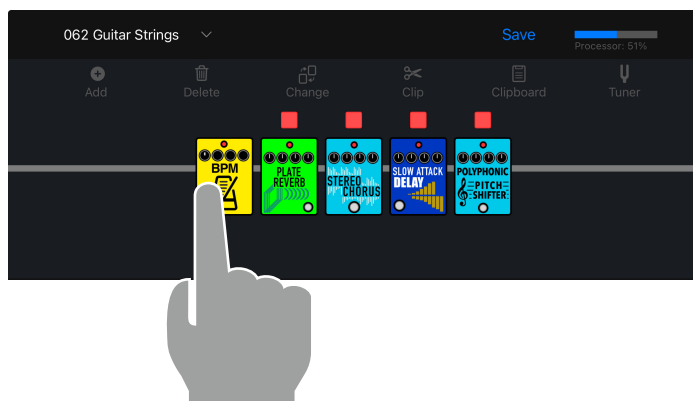 062 Guitar Strings
Save
Processor: 51%
Add
Delete
Change
Clip
Clipboard
Tuner
BPM
PLATE
REVERB
STEREO
CHORUS
SLOW ATTACK
DELAY
POLYPHONIC
PITCH
SHIFTER